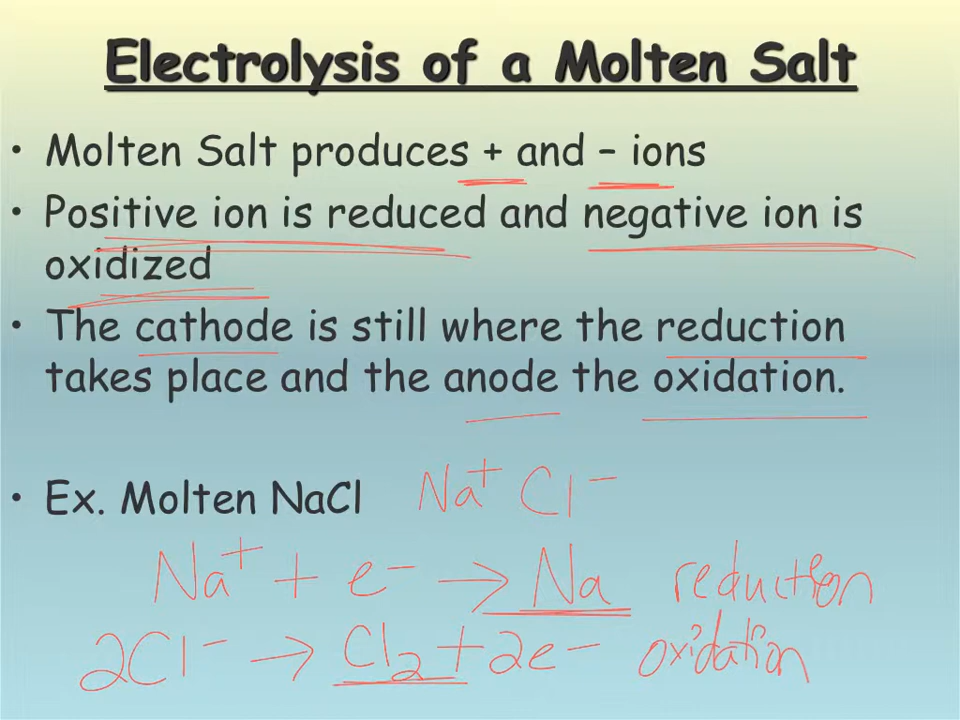 Electrolysis of a Molten Salt
• Molten Salt produces + and – ions
• Positive ion is reduced and negative ion is
oxidized
• The cathode is still where the reduction
takes place and the anode the oxidation.
• Ex. Molten NaCl Na⁺ Cl⁻
Na⁺ + e⁻ → Na reduction
2Cl⁻ → Cl₂ + 2e⁻ oxidation